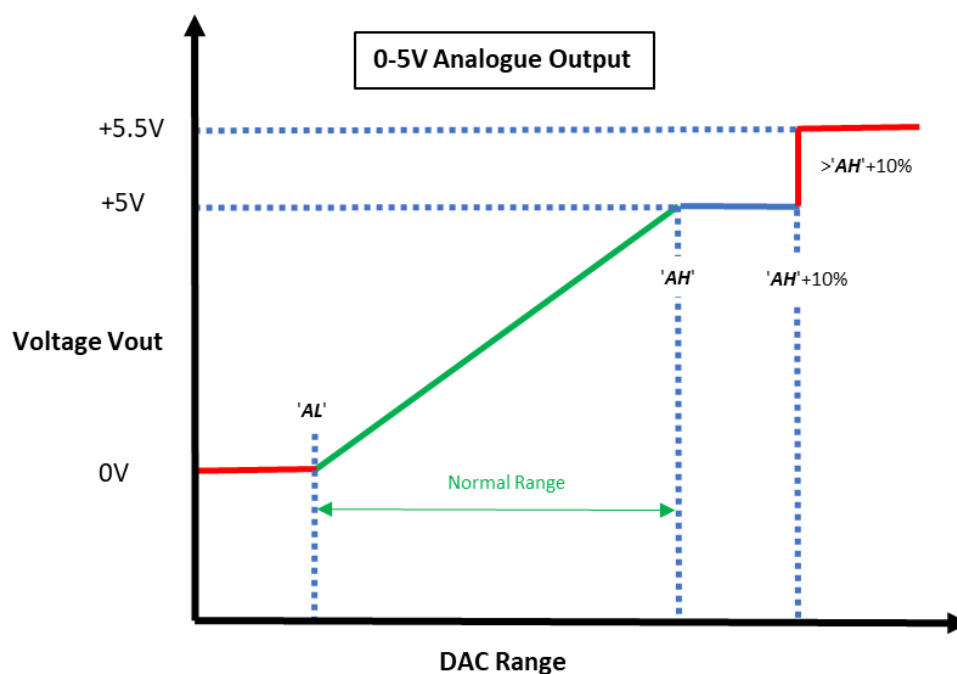 0-5V Analogue Output
+5.5V
>'AH'+10%
+5V
'AH'
'AH'+10%
Voltage Vout
'AL'
0V
Normal Range
DAC Range